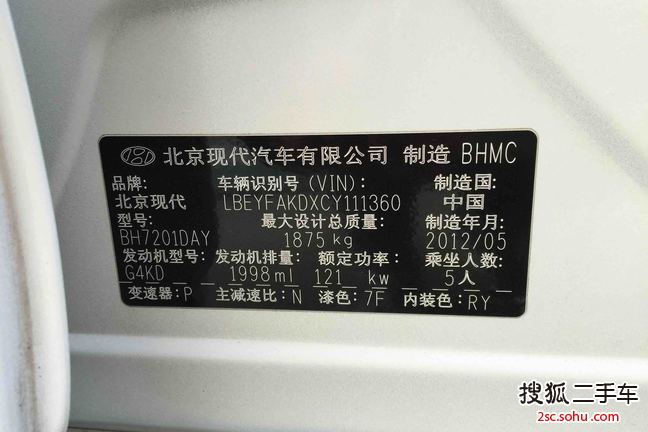 北京现代汽车有限公司 制造 BHMC
品牌: 车辆识别号(VIN): 制造国:
北京现代 LBEYFAKDXCY111360 中国
型号: 最大设计总质量: 制造年月:
BH7201DAY 1875kg 2012/05
发动机型号: 发动机排量: 额定功率: 乘坐人数:
G4KD 1998ml 121 kw 5人
变速器: P 主减速比: N 漆色: 7F 内装色: RY
搜狐二手车
2sc.sohu.com